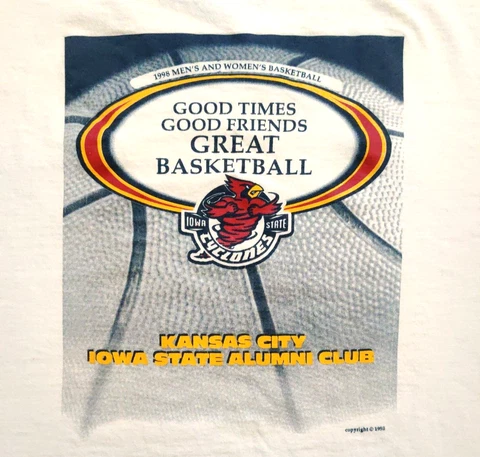 1998 MEN'S AND WOMEN'S BASKETBALL
GOOD TIMES
GOOD FRIENDS
GREAT
BASKETBALL
IOWA STATE
CYCLONES
KANSAS CITY
IOWA STATE ALUMNI CLUB
copyright ©